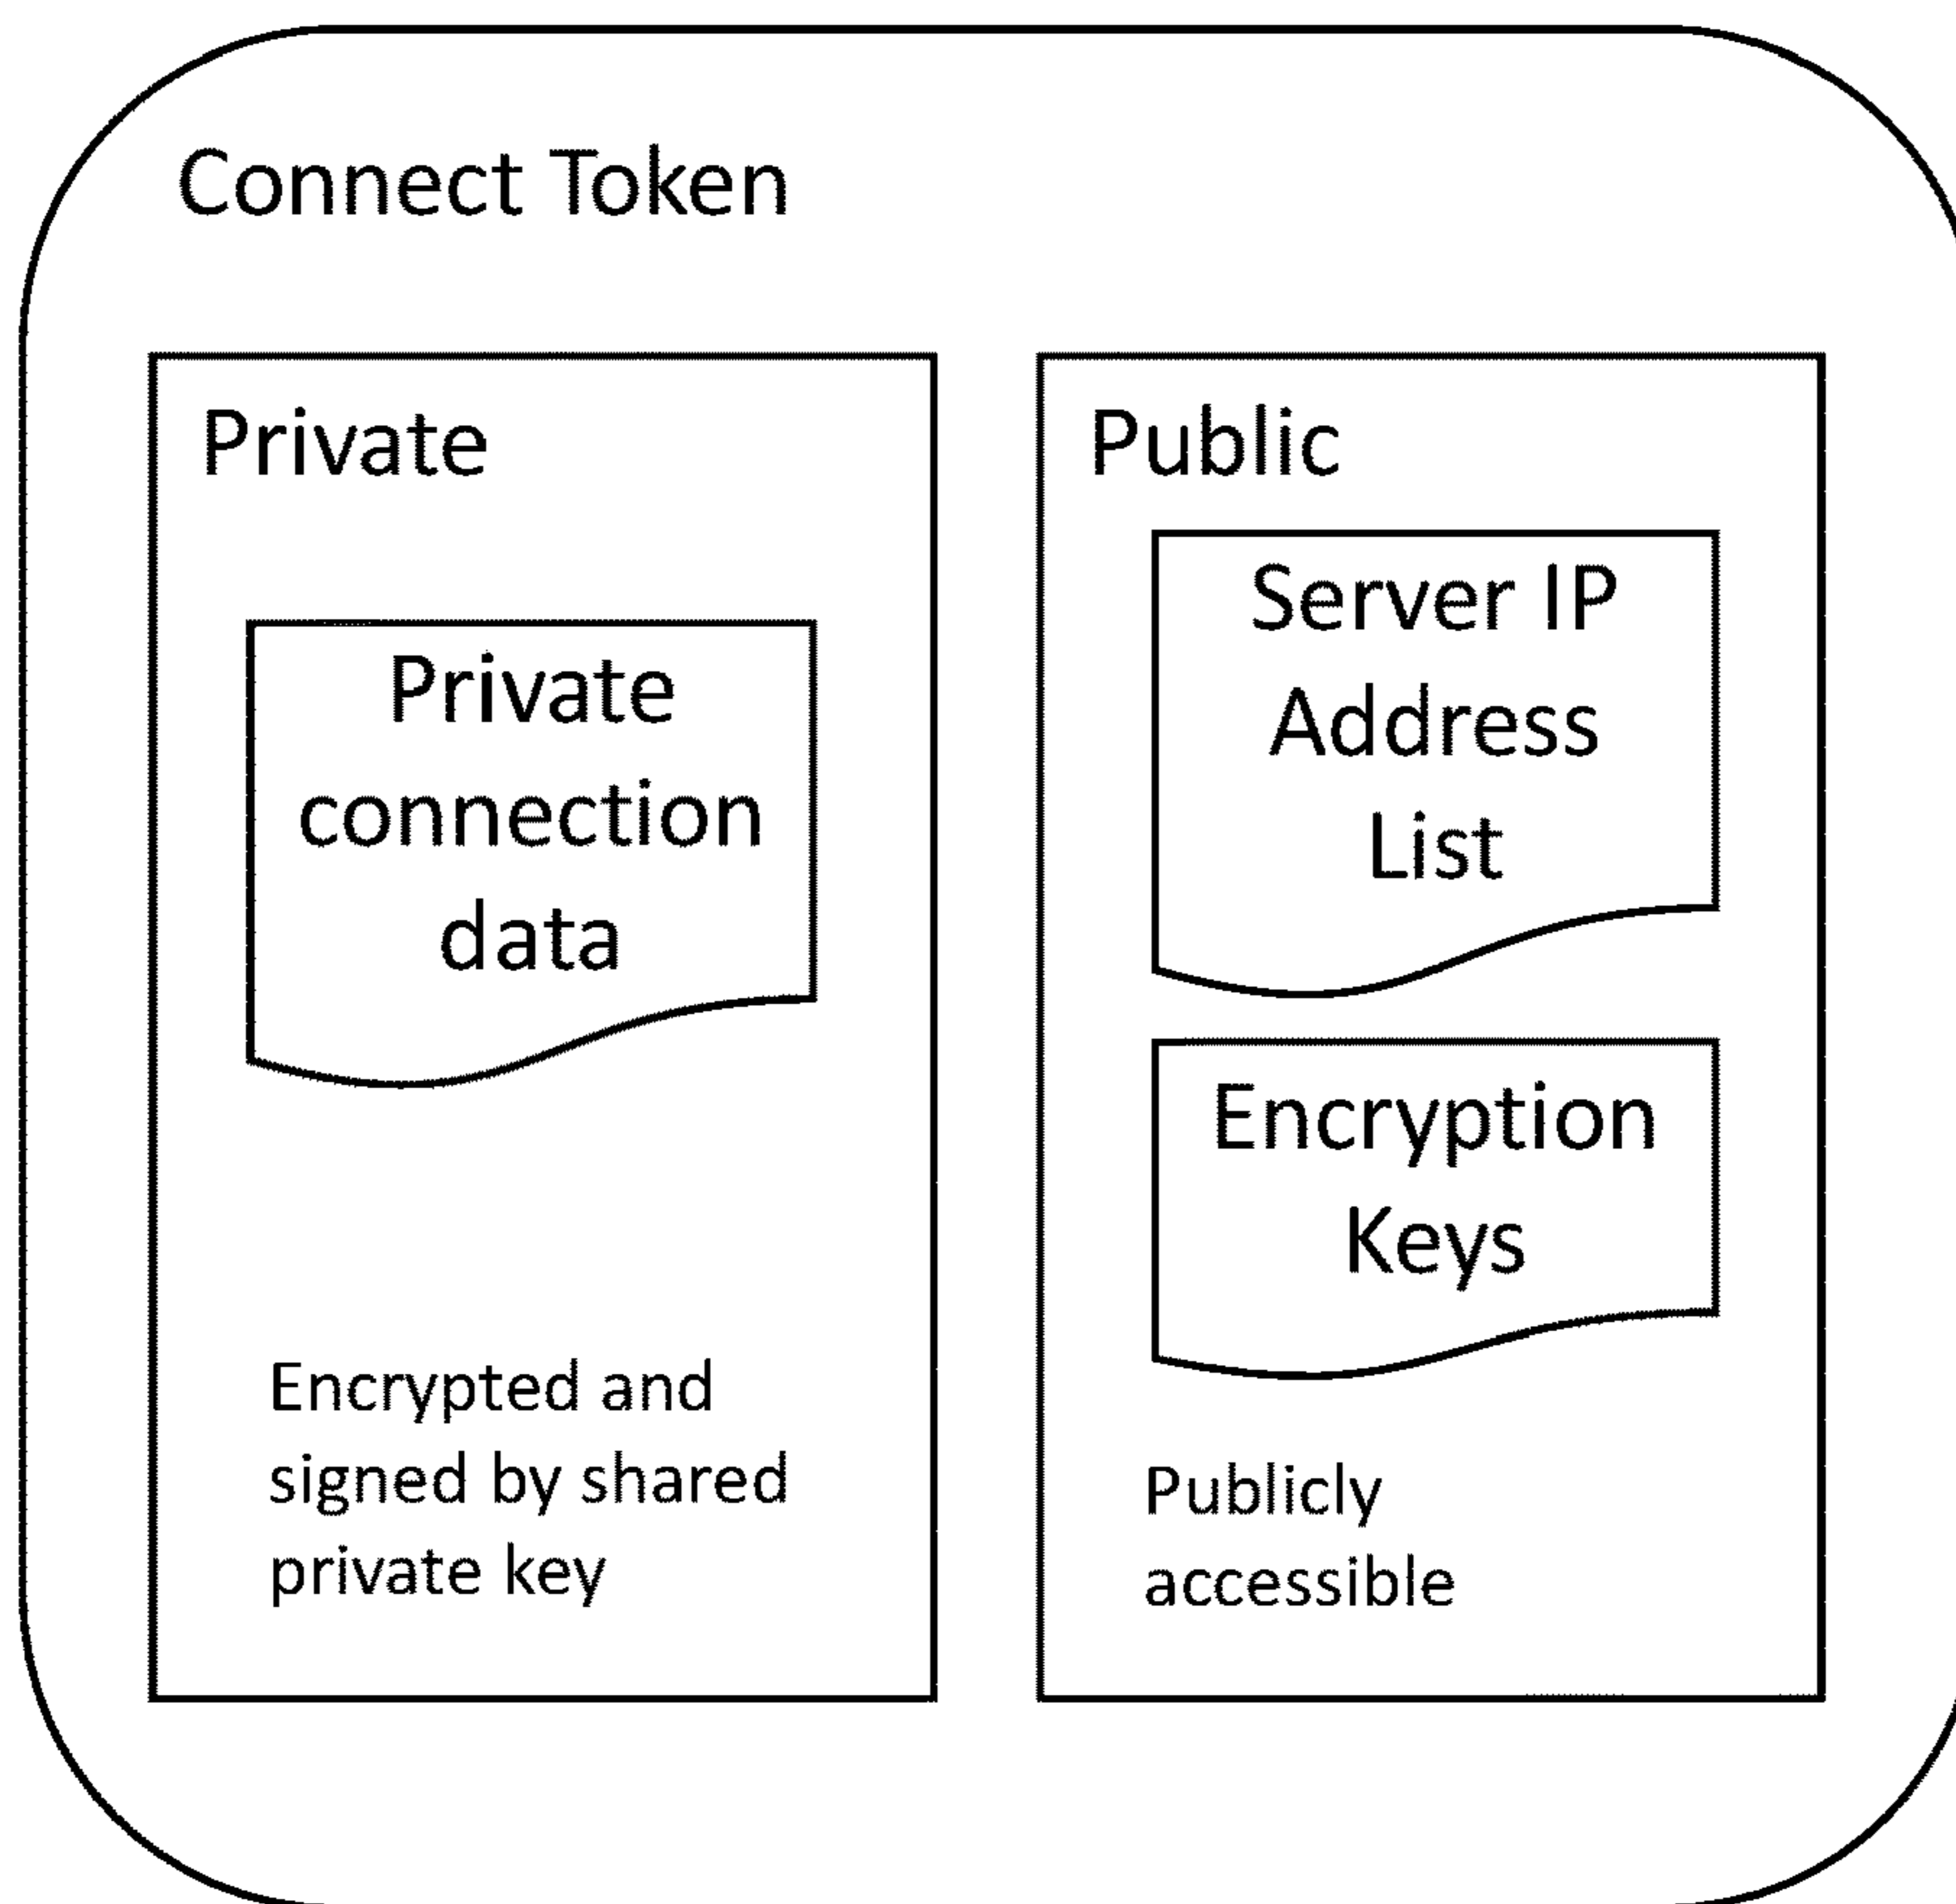 Connect Token
Private
Private
connection
data
Encrypted and
signed by shared
private key
Public
Server IP
Address
List
Encryption
Keys
Publicly
accessible